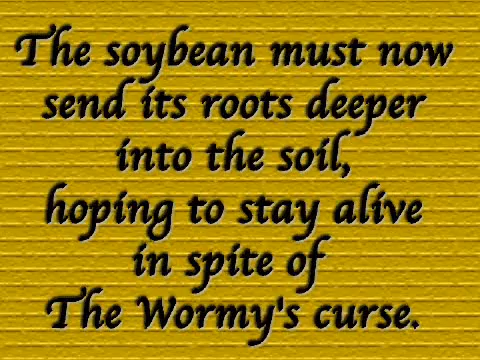 The soybean must now
send its roots deeper
into the soil,
hoping to stay alive
in spite of
The Wormy's curse.